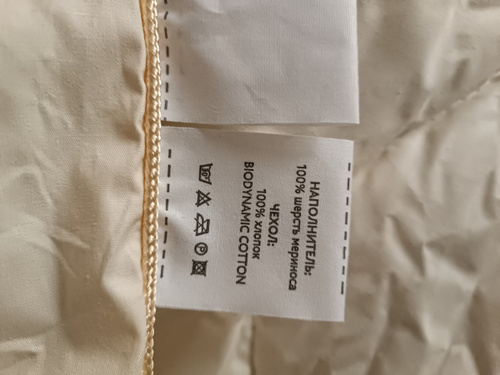 НАПОЛНИТЕЛЬ:
100% шерсть мериноса
ЧЕХОЛ:
100% хлопок
BIODYNAMIC COTTON